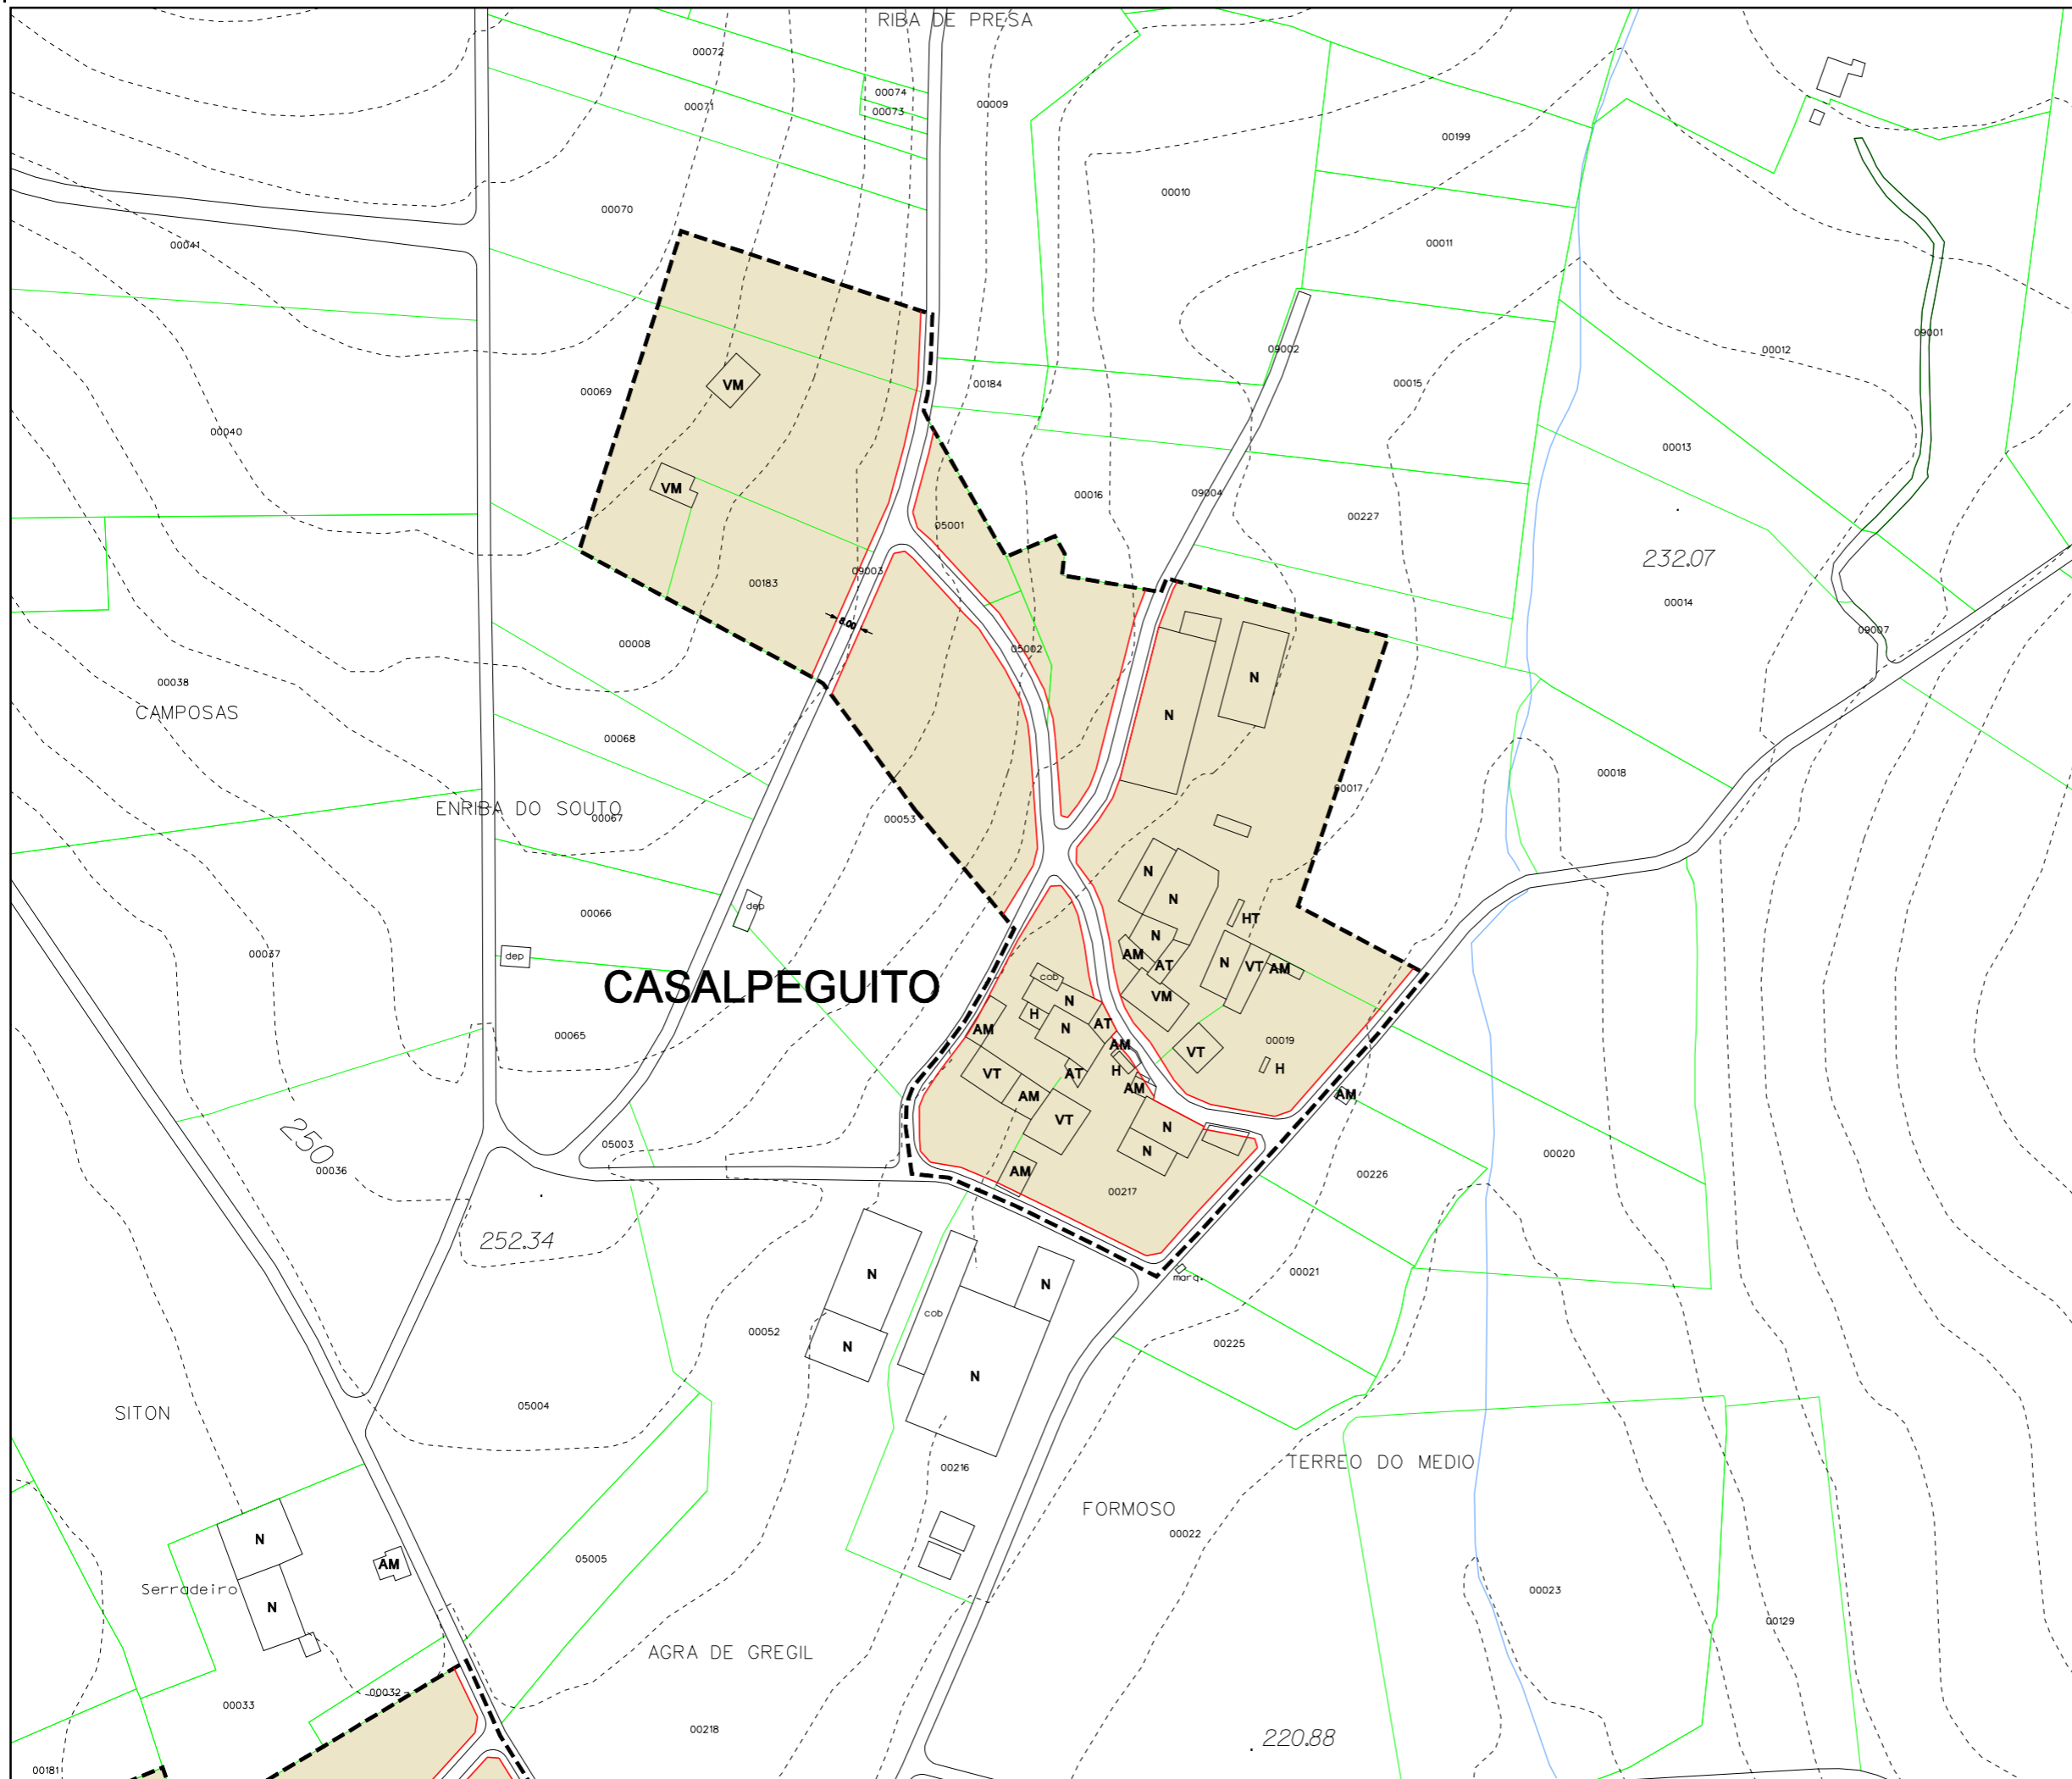 RIBA DE PRESA
00072
00074
00071
00073
00009
00199
00010
00070
00011
00041
09001
09002
00012
VM
00184
00015
00069
00040
00013
VM
00016
09004
00227
05001
232.07
09003
00183
00014
5.00
09007
00008
05002
N
00038
CAMPOSAS
N
00068
00018
00017
ENRIBA DO SOUTO
00067
00053
N
N
dep
00066
HT
N
00037
AM
AT
dep
N
VT
AM
cob
CASALPEGUITO
VM
N
H
AM
N
AT
00065
00019
AM
VT
H
VT
AT
H
AM
AM
AM
VT
250
N
05003
N
00020
00036
AM
00226
00217
252.34
00021
N
marq.
N
cob
00052
00225
N
N
05004
SITON
TERREO DO MEDIO
00216
FORMOSO
00022
N
AM
05005
Serradeiro
00023
N
00129
AGRA DE GREGIL
00032
00033
00218
220.88
00181